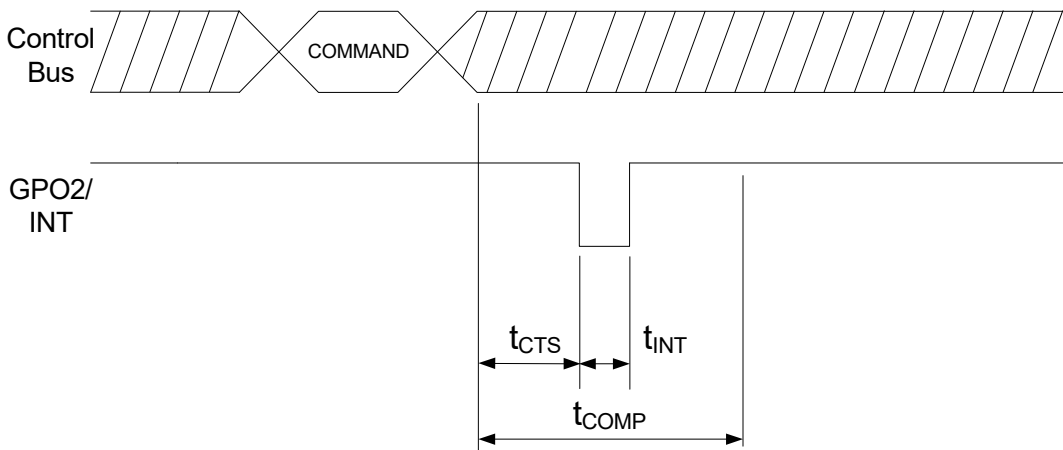 Control
Bus
COMMAND
GPO2/
INT
tCTS
tINT
tCOMP